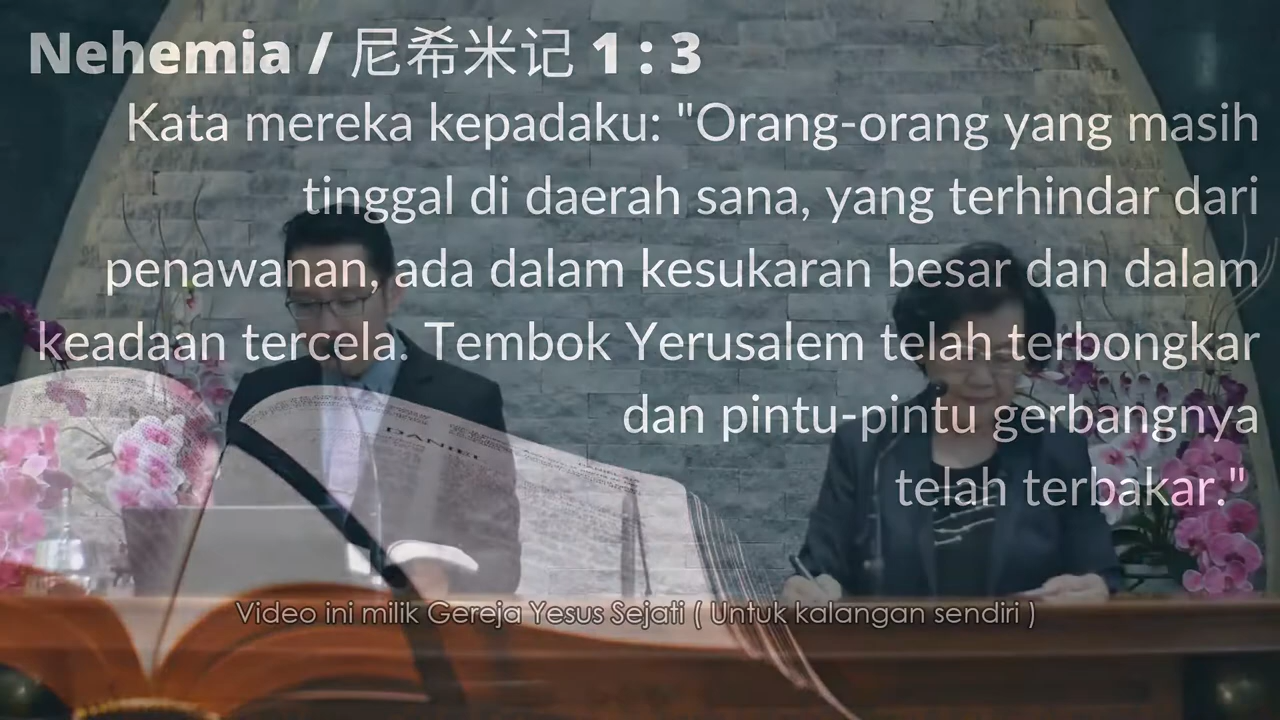 Nehemia / 尼希米记 1 : 3
Kata mereka kepadaku: "Orang-orang yang masih
tinggal di daerah sana, yang terhindar dari
penawanan, ada dalam kesukaran besar dan dalam
keadaan tercela. Tembok Yerusalem telah terbongkar
dan pintu-pintu gerbangnya
telah terbakar."
DANIEL
Video ini milik Gereja Yesus Sejati ( Untuk kalangan sendiri )